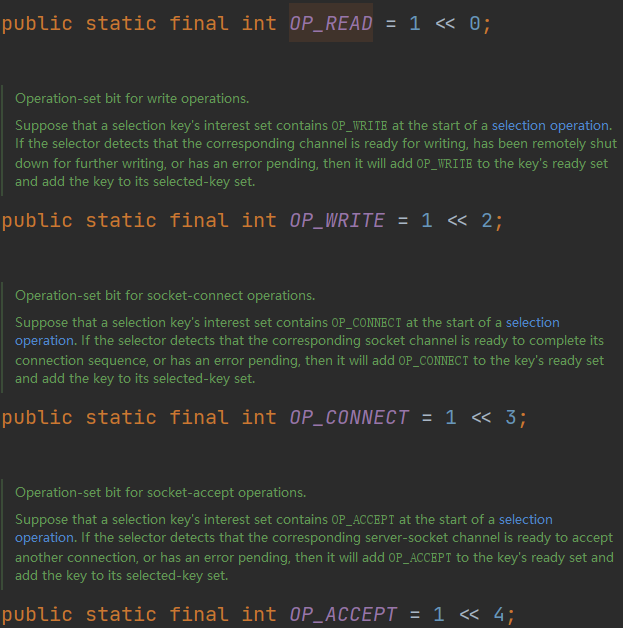 public static final int OP_READ = 1 << 0;
Operation-set bit for write operations.
Suppose that a selection key's interest set contains OP_WRITE at the start of a selection operation.
If the selector detects that the corresponding channel is ready for writing, has been remotely shut
down for further writing, or has an error pending, then it will add OP_WRITE to the key's ready set
and add the key to its selected-key set.
public static final int OP_WRITE = 1 << 2;
Operation-set bit for socket-connect operations.
Suppose that a selection key's interest set contains OP_CONNECT at the start of a selection
operation. If the selector detects that the corresponding socket channel is ready to complete its
connection sequence, or has an error pending, then it will add OP_CONNECT to the key's ready set
and add the key to its selected-key set.
public static final int OP_CONNECT = 1 << 3;
Operation-set bit for socket-accept operations.
Suppose that a selection key's interest set contains OP_ACCEPT at the start of a selection
operation. If the selector detects that the corresponding server-socket channel is ready to accept
another connection, or has an error pending, then it will add OP_ACCEPT to the key's ready set and
add the key to its selected-key set.
public static final int OP_ACCEPT = 1 << 4;